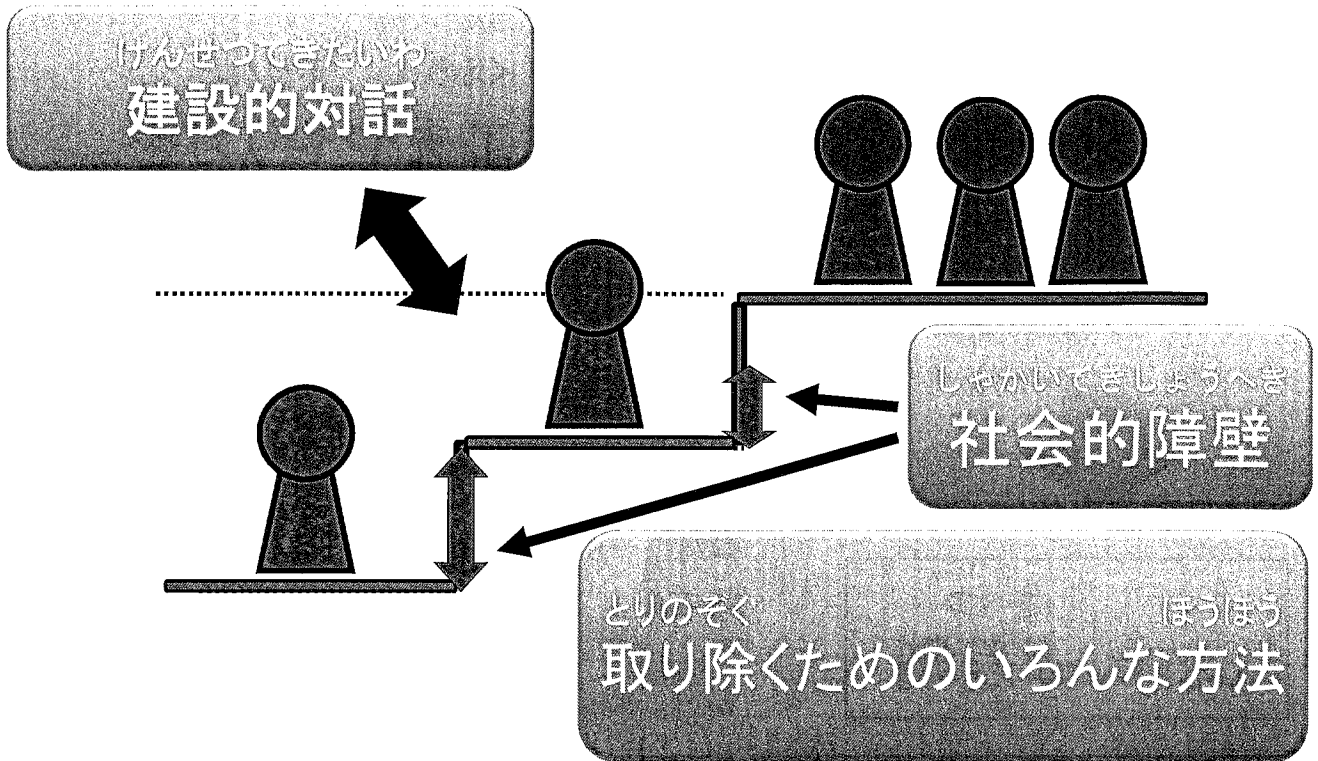 けんせつてきたいわ
建設的対話
しゃかいてきしょうへき
社会的障壁
とりのぞく ほうほう
取り除くためのいろんな方法